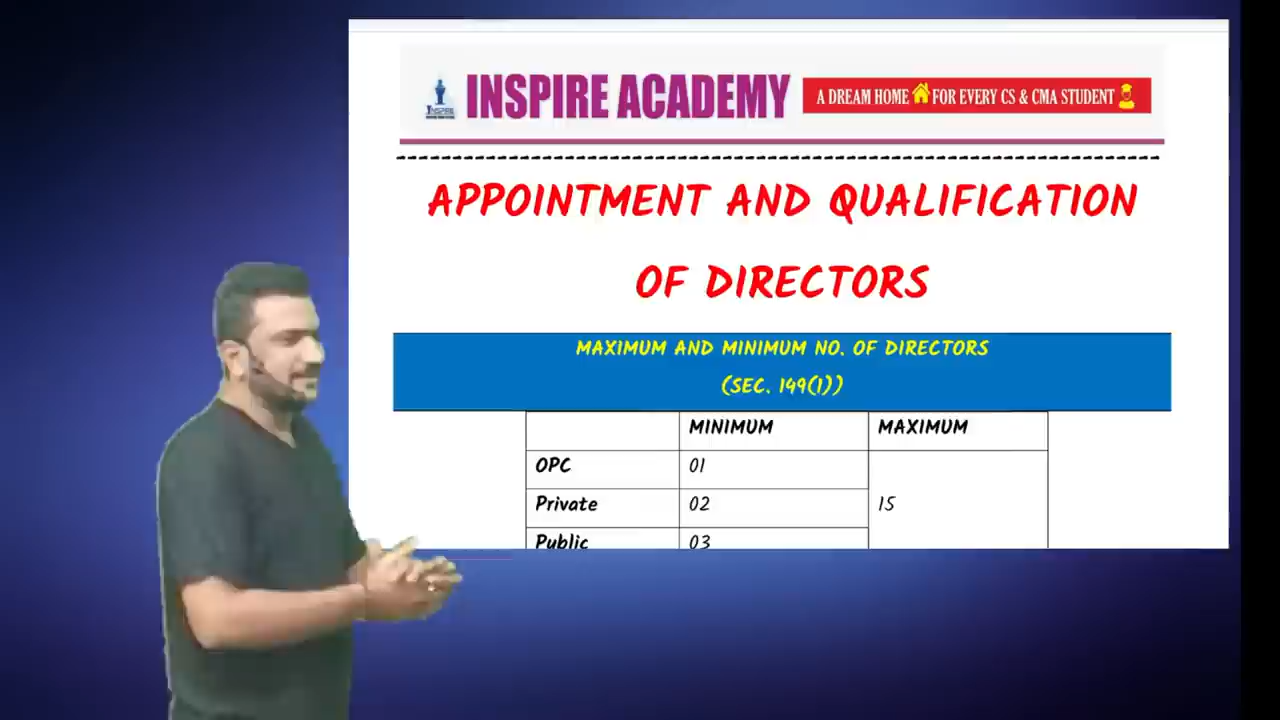 INSPIRE ACADEMY
A DREAM HOME FOR EVERY CS & CMA STUDENT
INSPIRE
APPOINTMENT AND QUALIFICATION
OF DIRECTORS
MAXIMUM AND MINIMUM NO. OF DIRECTORS
(SEC. 149(1))
MINIMUM MAXIMUM
OPC 01
Private 02 15
Public 03